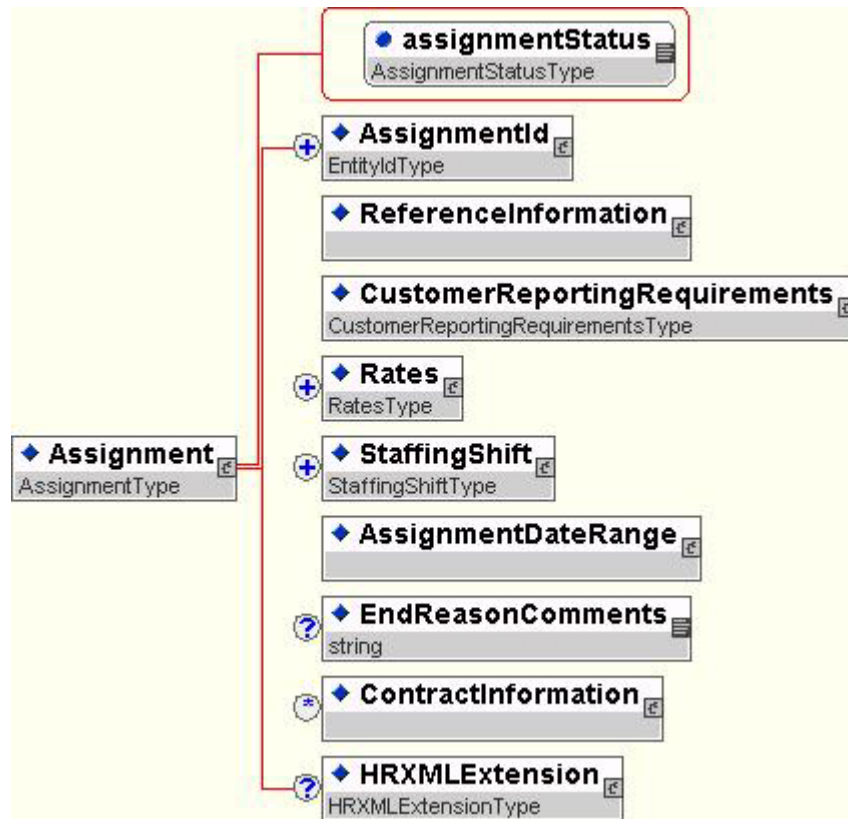 assignmentStatus
AssignmentStatusType
+ AssignmentId
EntityIdType
ReferenceInformation
CustomerReportingRequirements
CustomerReportingRequirementsType
+ Rates
RatesType
Assignment
AssignmentType
+ StaffingShift
StaffingShiftType
AssignmentDateRange
? EndReasonComments
string
* ContractInformation
? HRXMLExtension
HRXMLExtensionType